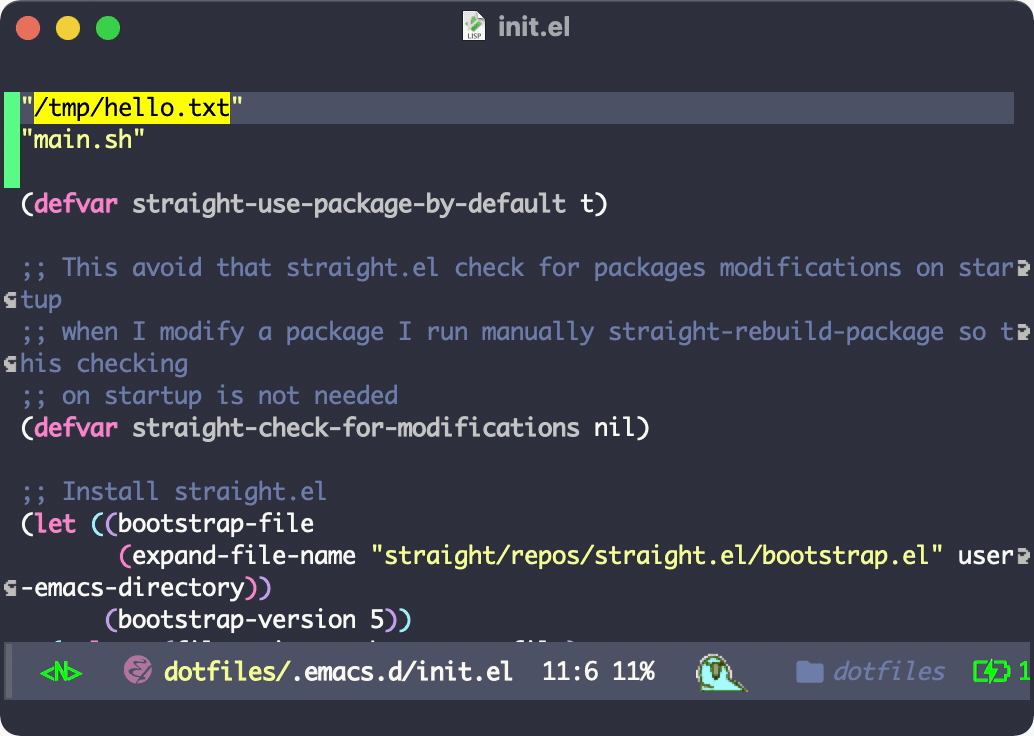 init.el
"/tmp/hello.txt"
"main.sh"
(defvar straight-use-package-by-default t)
;; This avoid that straight.el check for packages modifications on star
tup
;; when I modify a package I run manually straight-rebuild-package so t
his checking
;; on startup is not needed
(defvar straight-check-for-modifications nil)
;; Install straight.el
(let ((bootstrap-file
(expand-file-name "straight/repos/straight.el/bootstrap.el" user
-emacs-directory))
(bootstrap-version 5))
<N> dotfiles/.emacs.d/init.el 11:6 11% dotfiles 1